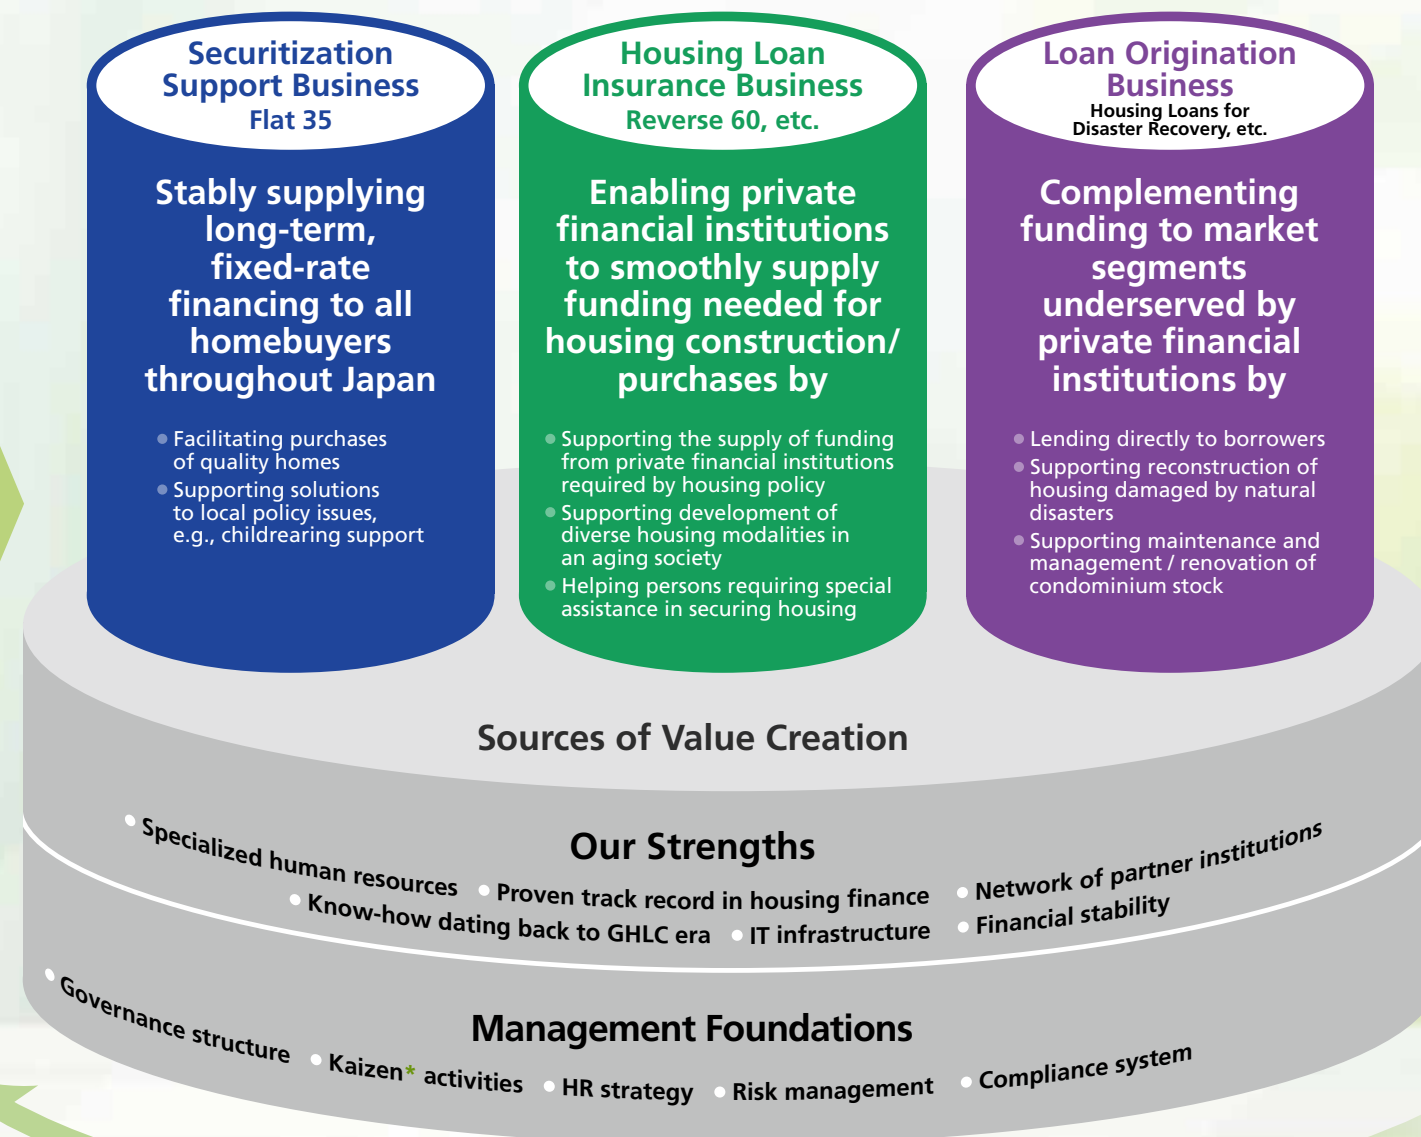 Securitization
Support Business
Flat 35
Stably supplying
long-term,
fixed-rate
financing to all
homebuyers
throughout Japan
● Facilitating purchases
of quality homes
● Supporting solutions
to local policy issues,
e.g., childrearing support
Housing Loan
Insurance Business
Reverse 60, etc.
Enabling private
financial institutions
to smoothly supply
funding needed for
housing construction/
purchases by
● Supporting the supply of funding
from private financial institutions
required by housing policy
● Supporting development of
diverse housing modalities in
an aging society
● Helping persons requiring special
assistance in securing housing
Loan Origination
Business
Housing Loans for
Disaster Recovery, etc.
Complementing
funding to market
segments
underserved by
private financial
institutions by
● Lending directly to borrowers
● Supporting reconstruction of
housing damaged by natural
disasters
● Supporting maintenance and
management / renovation of
condominium stock
Sources of Value Creation
Our Strengths
● Specialized human resources ● Proven track record in housing finance ● Network of partner institutions
● Know-how dating back to GHLC era ● IT infrastructure ● Financial stability
Management Foundations
● Governance structure ● Kaizen* activities ● HR strategy ● Risk management ● Compliance system